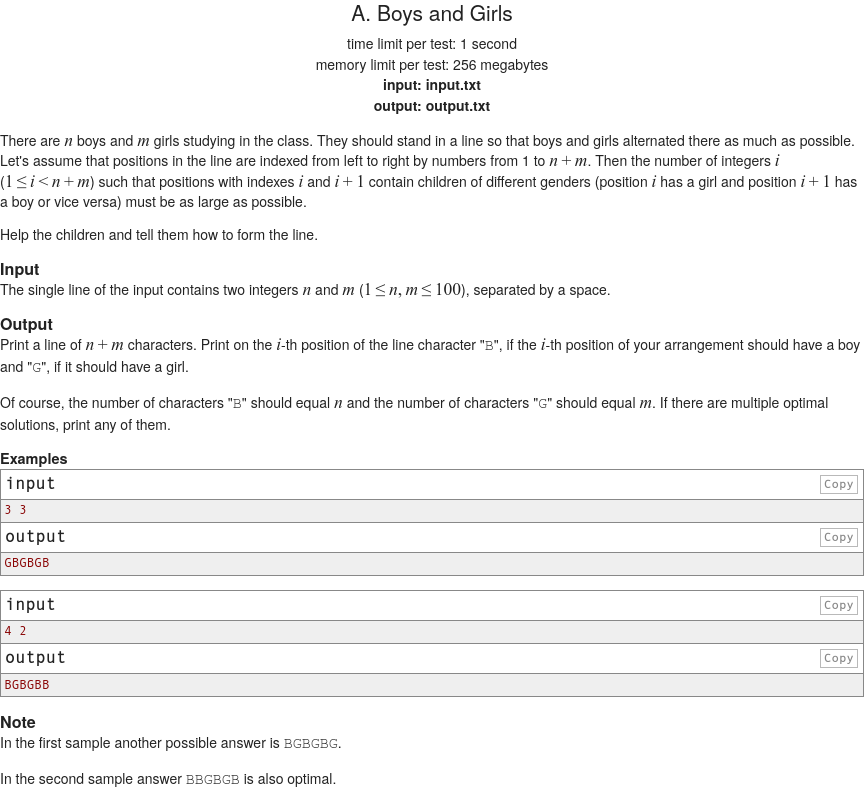 A. Boys and Girls
time limit per test: 1 second
memory limit per test: 256 megabytes
input: input.txt
output: output.txt
There are n boys and m girls studying in the class. They should stand in a line so that boys and girls alternated there as much as possible.
Let's assume that positions in the line are indexed from left to right by numbers from 1 to n + m. Then the number of integers i
(1 ≤ i < n + m) such that positions with indexes i and i + 1 contain children of different genders (position i has a girl and position i + 1 has
a boy or vice versa) must be as large as possible.
Help the children and tell them how to form the line.
Input
The single line of the input contains two integers n and m (1 ≤ n, m ≤ 100), separated by a space.
Output
Print a line of n + m characters. Print on the i-th position of the line character "B", if the i-th position of your arrangement should have a boy
and "G", if it should have a girl.
Of course, the number of characters "B" should equal n and the number of characters "G" should equal m. If there are multiple optimal
solutions, print any of them.
Examples
input Copy
3 3
output Copy
GBGBGB
input Copy
4 2
output Copy
BGBGBB
Note
In the first sample another possible answer is BGBGBG.
In the second sample answer BBGBGB is also optimal.